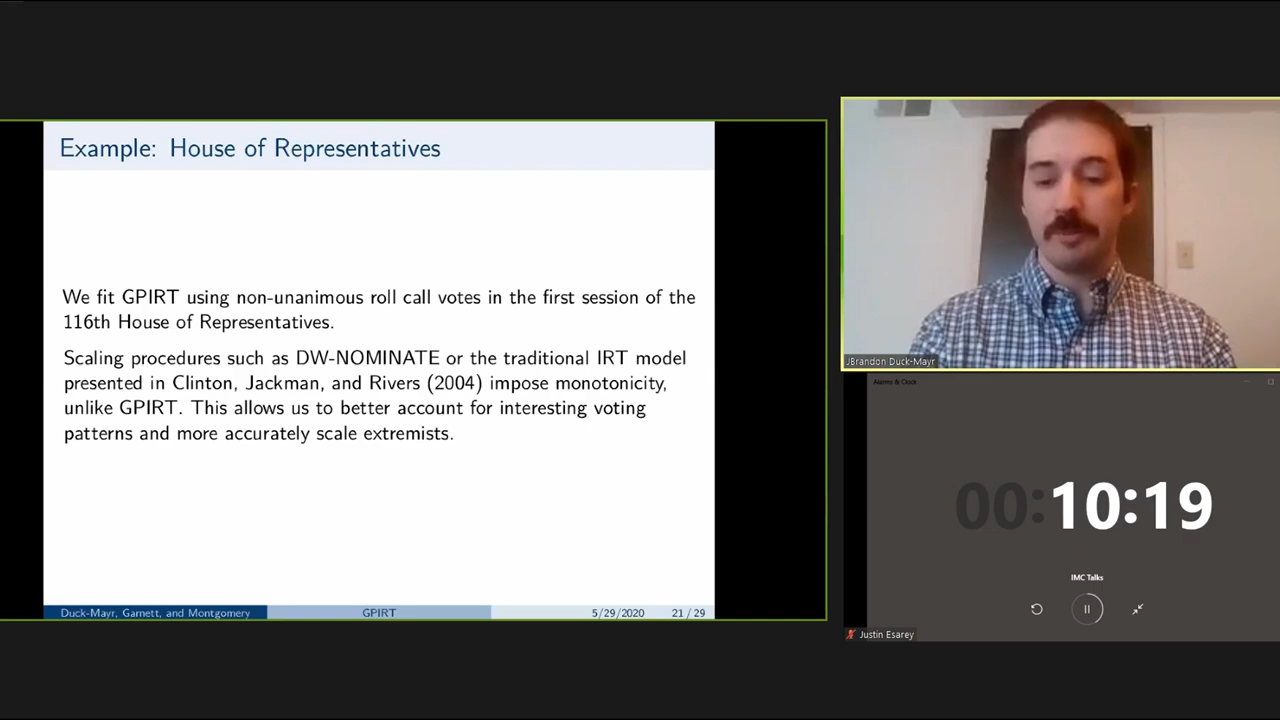 Example: House of Representatives
We fit GPIRT using non-unanimous roll call votes in the first session of the
116th House of Representatives.
Scaling procedures such as DW-NOMINATE or the traditional IRT model
presented in Clinton, Jackman, and Rivers (2004) impose monotonicity,
unlike GPIRT. This allows us to better account for interesting voting
patterns and more accurately scale extremists.
Duck-Mayr, Garnett, and Montgomery GPIRT 5/29/2020 21 / 29
JBrandon Duck-Mayr
Alarms & Clock
00:10:19
IMC Talks
Justin Esarey